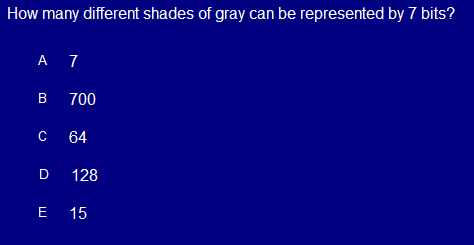 How many different shades of gray can be represented by 7 bits?
A 7
B 700
C 64
D 128
E 15